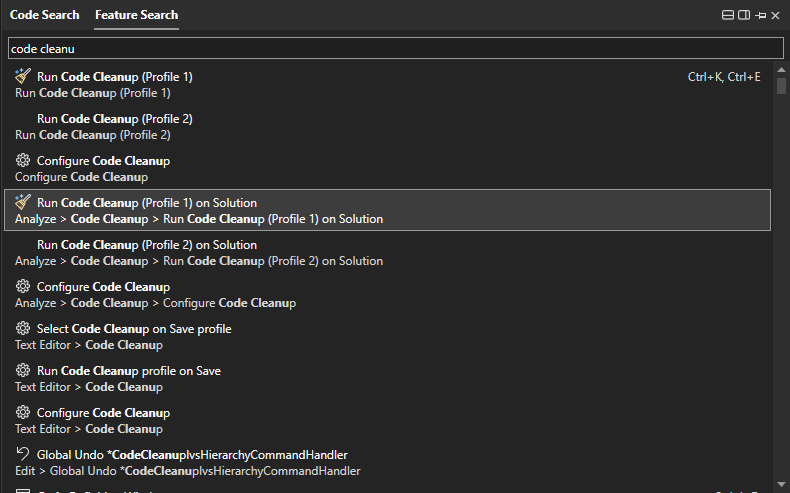 Code Search Feature Search
code cleanu
Run Code Cleanup (Profile 1) Ctrl+K, Ctrl+E
Run Code Cleanup (Profile 1)
Run Code Cleanup (Profile 2)
Run Code Cleanup (Profile 2)
Configure Code Cleanup
Configure Code Cleanup
Run Code Cleanup (Profile 1) on Solution
Analyze > Code Cleanup > Run Code Cleanup (Profile 1) on Solution
Run Code Cleanup (Profile 2) on Solution
Analyze > Code Cleanup > Run Code Cleanup (Profile 2) on Solution
Configure Code Cleanup
Analyze > Code Cleanup > Configure Code Cleanup
Select Code Cleanup on Save profile
Text Editor > Code Cleanup
Run Code Cleanup profile on Save
Text Editor > Code Cleanup
Configure Code Cleanup
Text Editor > Code Cleanup
Global Undo *CodeCleanupIvsHierarchyCommandHandler
Edit > Global Undo *CodeCleanupIvsHierarchyCommandHandler